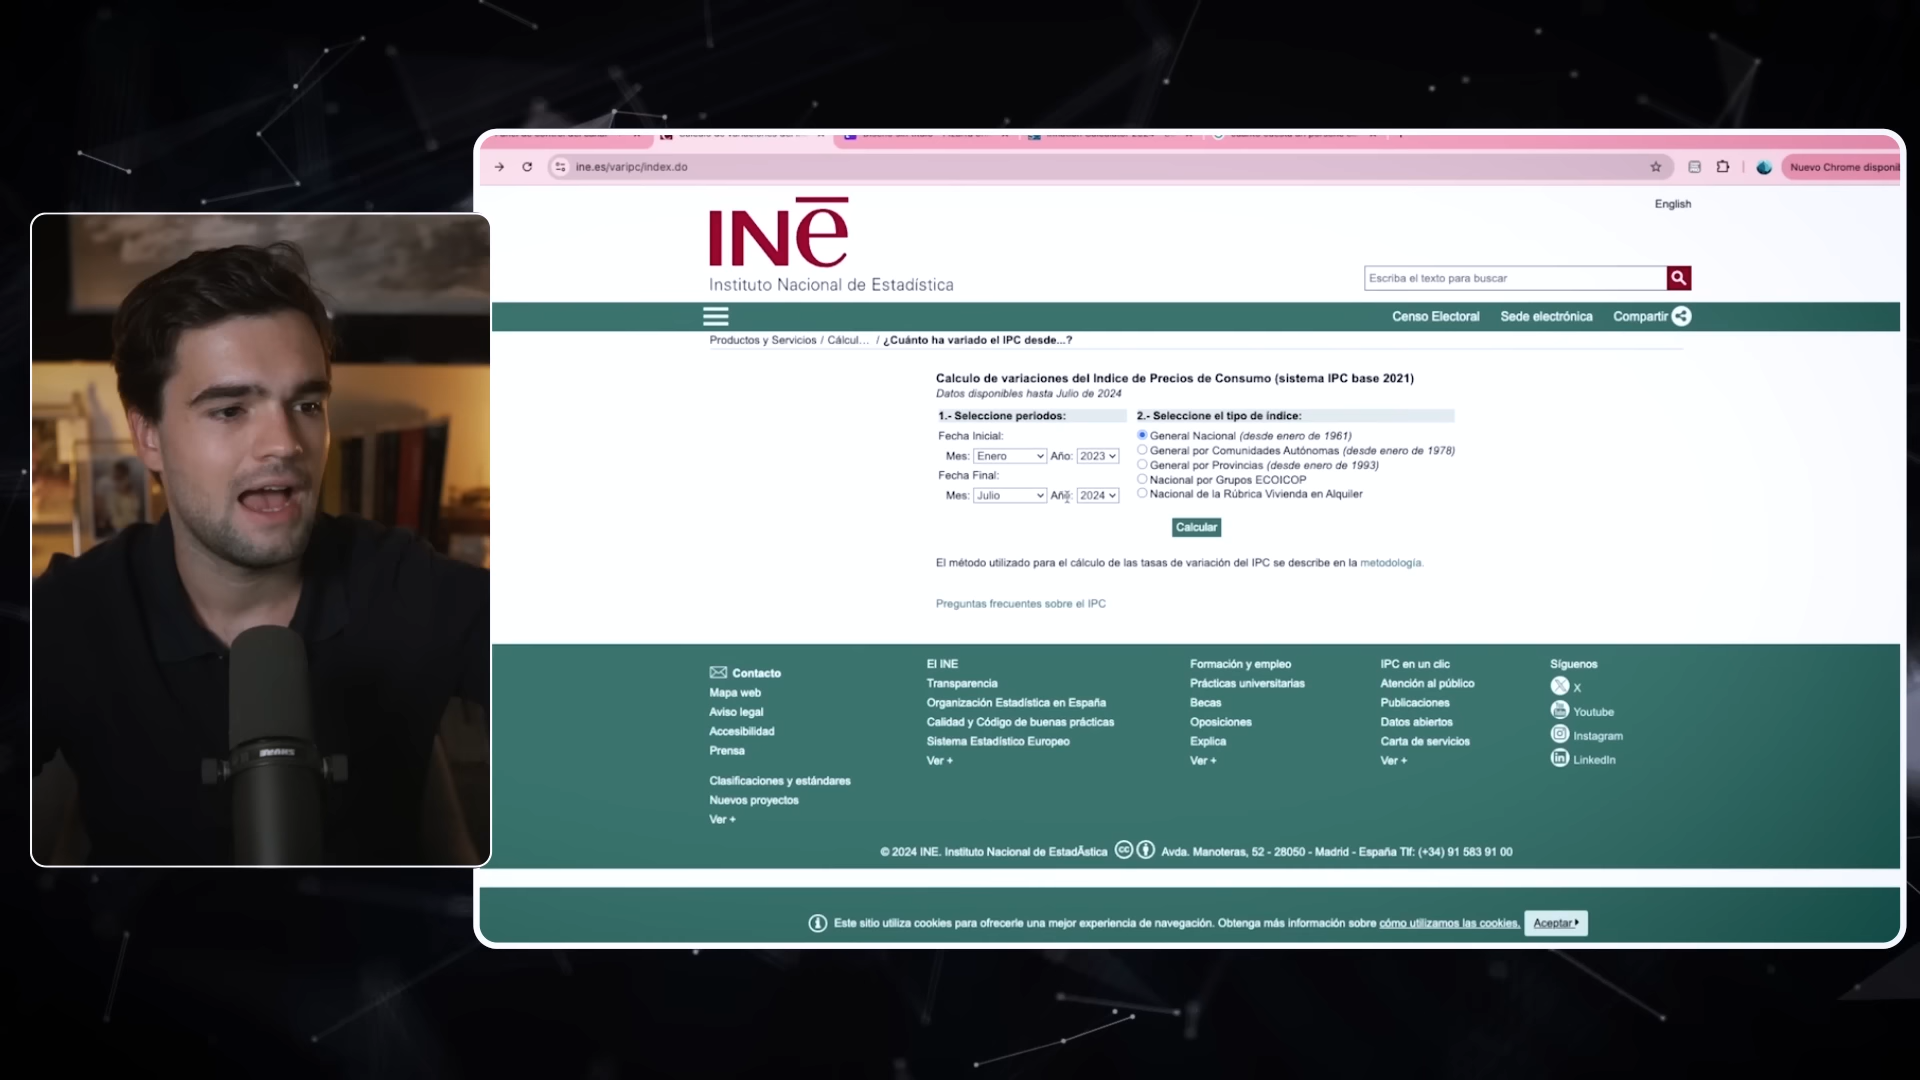 ine.es/varipc/index.do
Nuevo Chrome disponib
English
INe
Instituto Nacional de Estadística
Escriba el texto para buscar
Censo Electoral
Sede electrónica
Compartir
Productos y Servicios / Cálcul... / ¿Cuánto ha variado el IPC desde...?
Calculo de variaciones del Indice de Precios de Consumo (sistema IPC base 2021)
Datos disponibles hasta Julio de 2024
1.- Seleccione periodos:
Fecha Inicial:
Mes: Enero Año: 2023
Fecha Final:
Mes: Julio Año: 2024
2.- Seleccione el tipo de índice:
General Nacional (desde enero de 1961)
General por Comunidades Autónomas (desde enero de 1978)
General por Provincias (desde enero de 1993)
Nacional por Grupos ECOICOP
Nacional de la Rúbrica Vivienda en Alquiler
Calcular
El método utilizado para el cálculo de las tasas de variación del IPC se describe en la metodología.
Preguntas frecuentes sobre el IPC
Contacto
Mapa web
Aviso legal
Accesibilidad
Prensa
Clasificaciones y estándares
Nuevos proyectos
Ver +
El INE
Transparencia
Organización Estadística en España
Calidad y Código de buenas prácticas
Sistema Estadístico Europeo
Ver +
Formación y empleo
Prácticas universitarias
Becas
Oposiciones
Explica
Ver +
IPC en un clic
Atención al público
Publicaciones
Datos abiertos
Carta de servicios
Ver +
Síguenos
X
Youtube
Instagram
LinkedIn
© 2024 INE. Instituto Nacional de EstadÃstica
Avda. Manoteras, 52 - 28050 - Madrid - España Tlf: (+34) 91 583 91 00
Este sitio utiliza cookies para ofrecerle una mejor experiencia de navegación. Obtenga más información sobre cómo utilizamos las cookies.
Aceptar